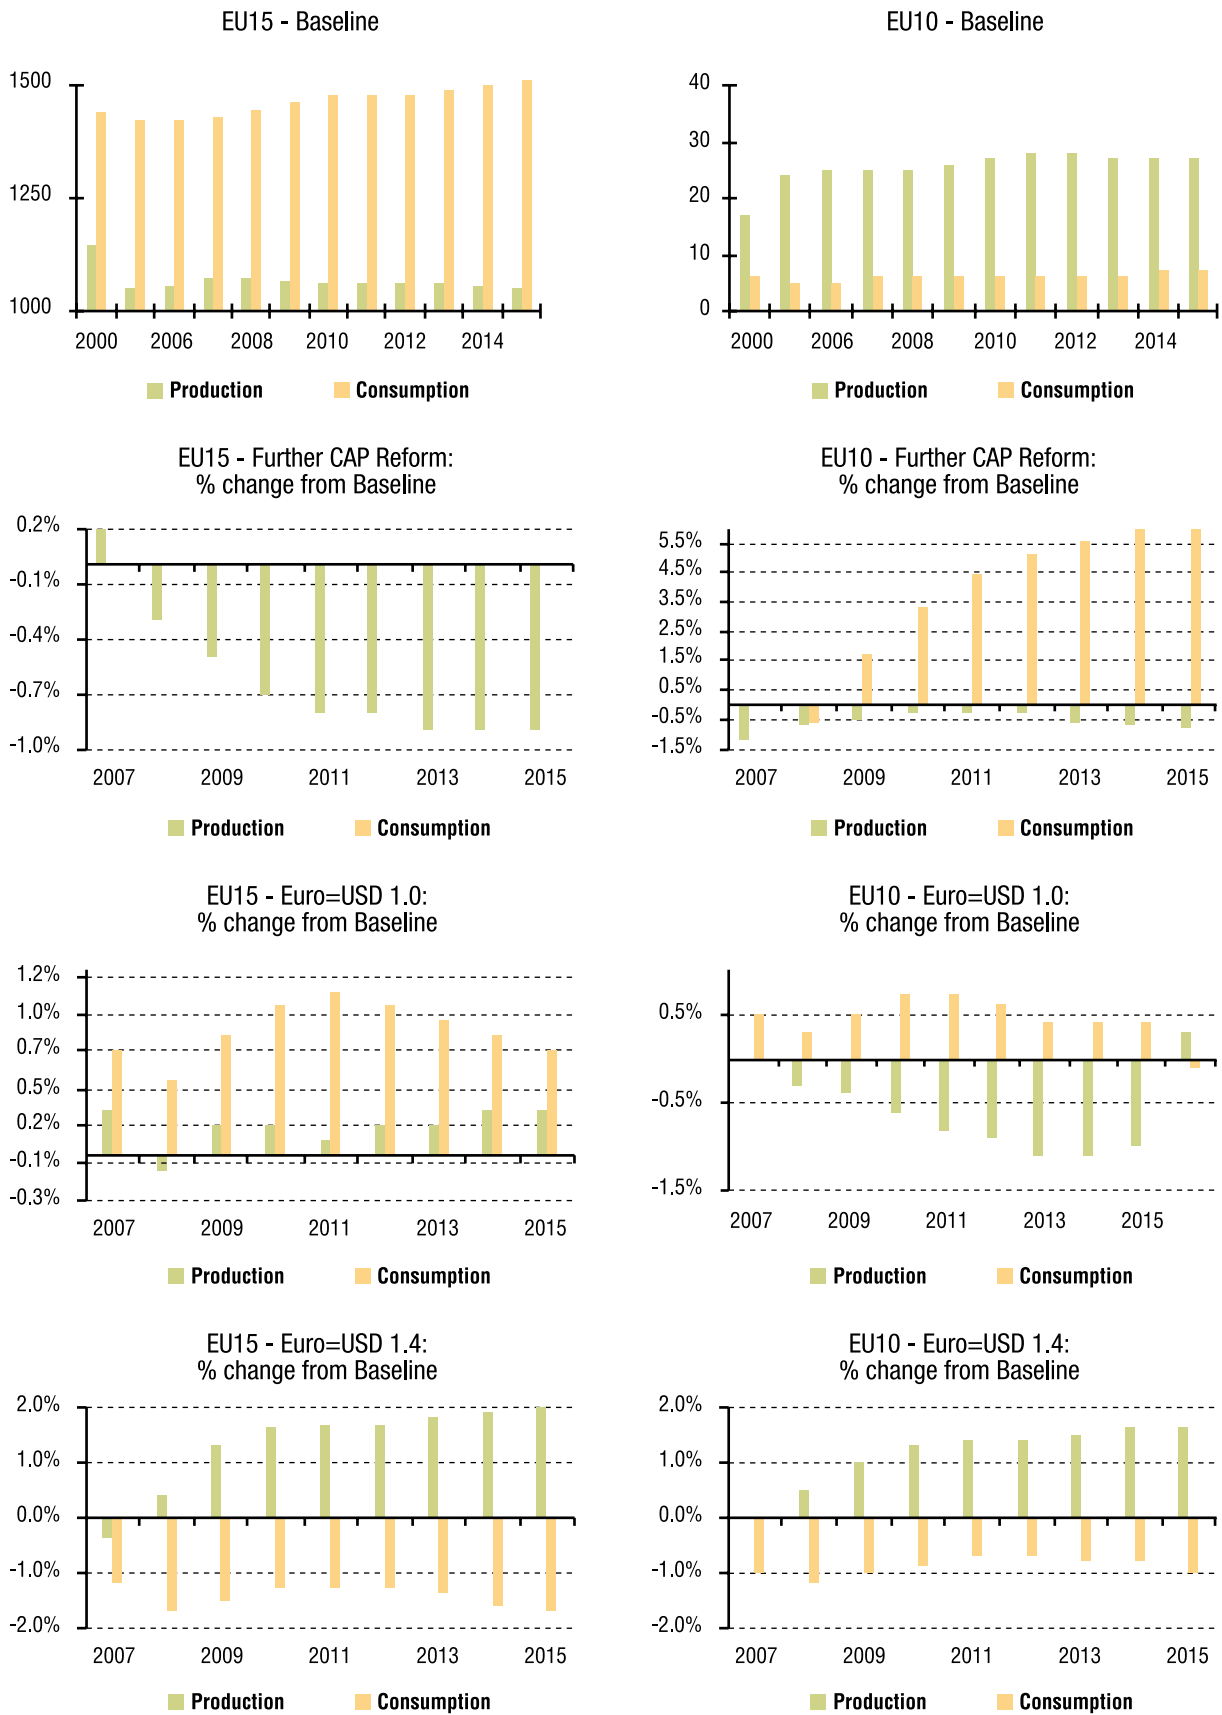 EU15 - Baseline
1500
1250
1000
2000 2006 2008 2010 2012 2014
Production Consumption
EU10 - Baseline
40
30
20
10
0
2000 2006 2008 2010 2012 2014
Production Consumption
EU15 - Further CAP Reform:
% change from Baseline
0.2%
-0.1%
-0.4%
-0.7%
-1.0%
2007 2009 2011 2013 2015
Production Consumption
EU10 - Further CAP Reform:
% change from Baseline
5.5%
4.5%
3.5%
2.5%
1.5%
0.5%
-0.5%
-1.5%
2007 2009 2011 2013 2015
Production Consumption
EU15 - Euro=USD 1.0:
% change from Baseline
1.2%
1.0%
0.7%
0.5%
0.2%
-0.1%
-0.3%
2007 2009 2011 2013 2015
Production Consumption
EU10 - Euro=USD 1.0:
% change from Baseline
0.5%
-0.5%
-1.5%
2007 2009 2011 2013 2015
Production Consumption
EU15 - Euro=USD 1.4:
% change from Baseline
2.0%
1.0%
0.0%
-1.0%
-2.0%
2007 2009 2011 2013 2015
Production Consumption
EU10 - Euro=USD 1.4:
% change from Baseline
2.0%
1.0%
0.0%
-1.0%
-2.0%
2007 2009 2011 2013 2015
Production Consumption